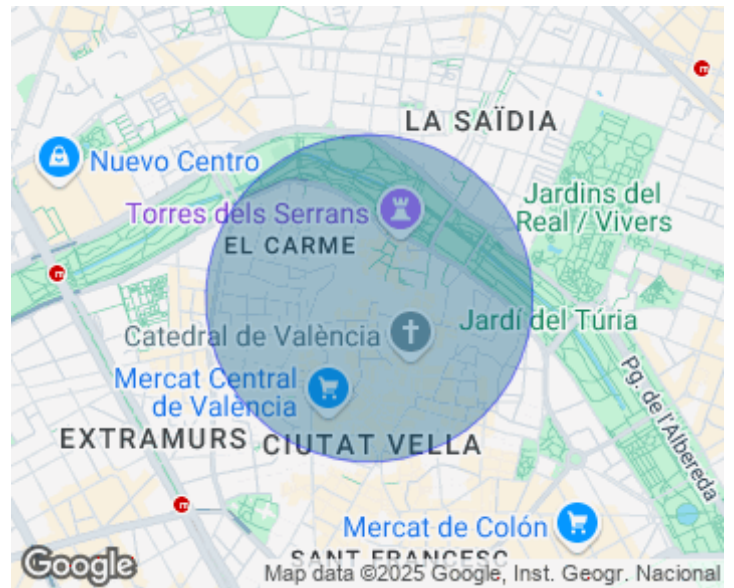 LA SAÏDIA
Nuevo Centro
Jardins del
Real / Vivers
Torres dels Serrans
EL CARME
Catedral de València
Jardí del Túria
Mercat Central
de València
Pg. de l'Albereda
EXTRAMURS
CIUTAT VELLA
Mercat de Colón
SANT FRANCESC
Google
Map data ©2025 Google, Inst. Geogr. Nacional